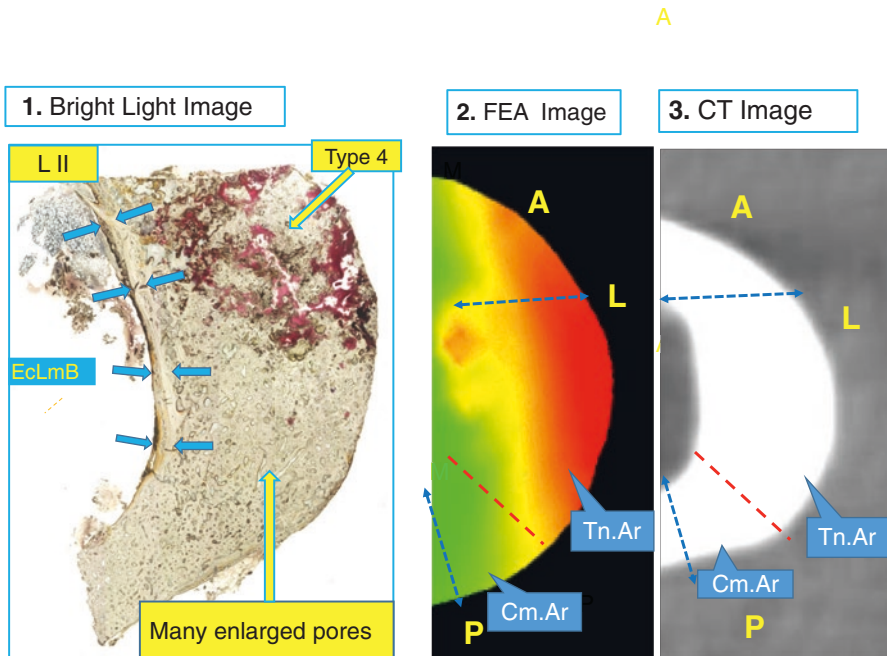 A
1. Bright Light Image
2. FEA Image
3. CT Image
L II
Type 4
M
A
A
L
L
A
EcLmB
M
Tn.Ar
Tn.Ar
Cm.Ar
Cm.Ar
P
Many enlarged pores
P
P